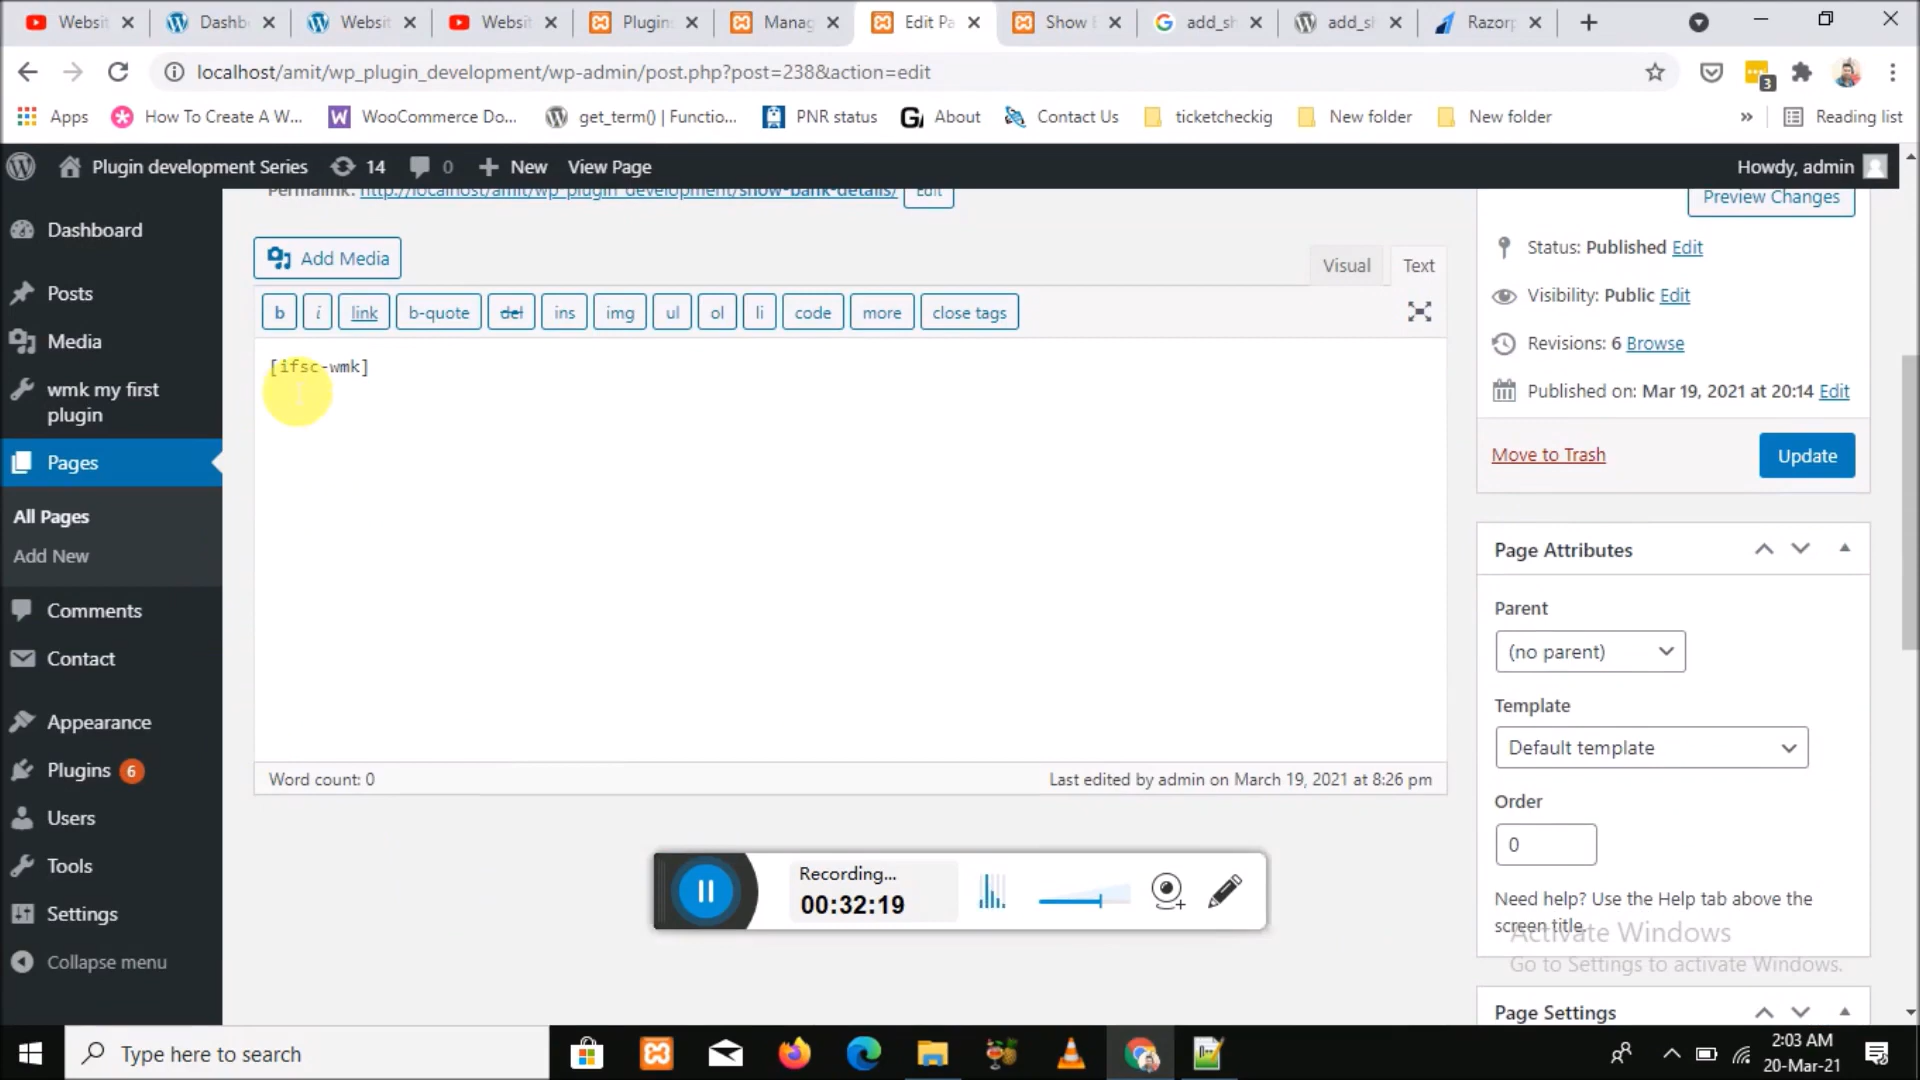 Websit
Dashb
Websit
Websit
Plugin
Manag
Edit Pa
Show B
add_sh
add_sh
Razorp
localhost/amit/wp_plugin_development/wp-admin/post.php?post=238&action=edit
3
Apps
How To Create A W...
WooCommerce Do...
get_term() | Functio...
PNR status
About
Contact Us
ticketcheckig
New folder
New folder
»
Reading list
Plugin development Series
14
0
New
View Page
Howdy, admin
Permalink: http://localhost/amit/wp_plugin_development/show-bank-details/
Edit
Preview Changes
Dashboard
Posts
Media
wmk my first
plugin
Pages
All Pages
Add New
Comments
Contact
Appearance
Plugins 6
Users
Tools
Settings
Collapse menu
Add Media
Visual
Text
b
i
link
b-quote
del
ins
img
ul
ol
li
code
more
close tags
[ifsc-wmk]
Word count: 0
Last edited by admin on March 19, 2021 at 8:26 pm
Status: Published Edit
Visibility: Public Edit
Revisions: 6 Browse
Published on: Mar 19, 2021 at 20:14 Edit
Move to Trash
Update
Page Attributes
Parent
(no parent)
Template
Default template
Order
0
Need help? Use the Help tab above the
screen title.
Activate Windows
Go to Settings to activate Windows.
Page Settings
Recording...
00:32:19
Type here to search
2:03 AM
20-Mar-21